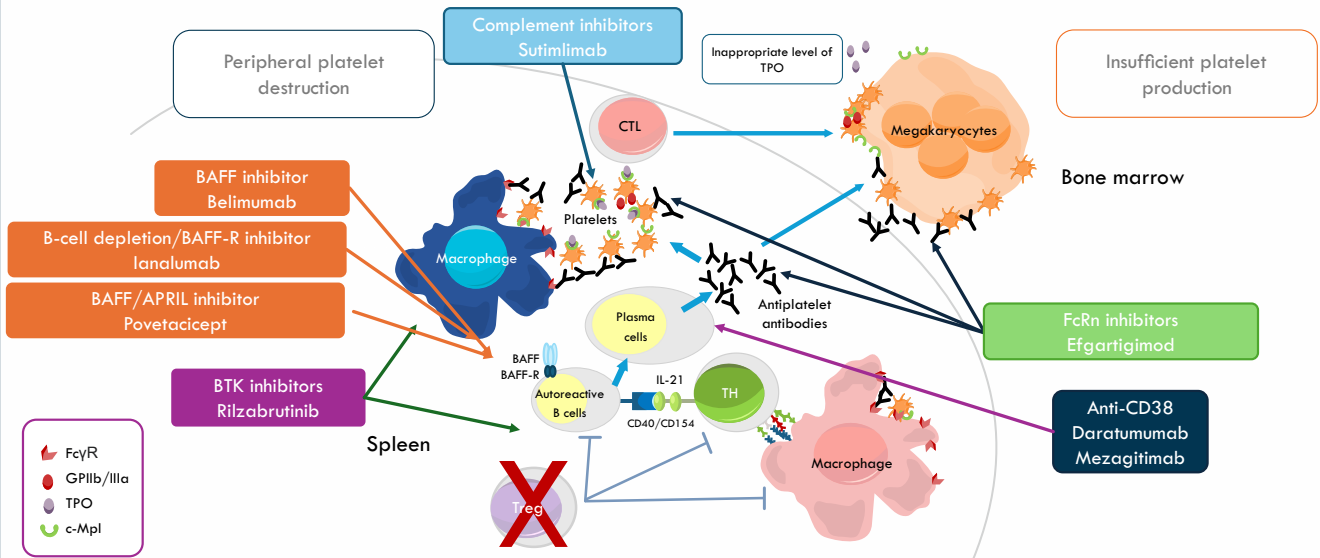 Complement inhibitors
Sutimlimab
Peripheral platelet
destruction
Inappropriate level of
TPO
Insufficient platelet
production
CTL
Megakaryocytes
Bone marrow
BAFF inhibitor
Belimumab
B-cell depletion/BAFF-R inhibitor
Ianalumab
BAFF/APRIL inhibitor
Povetacicept
Platelets
Macrophage
Antiplatelet
antibodies
Plasma
cells
FcRn inhibitors
Efgartigimod
BAFF
BAFF-R
BTK inhibitors
Rilzabrutinib
Autoreactive
B cells
IL-21
CD40/CD154
TH
Anti-CD38
Daratumumab
Mezagitimab
Spleen
Macrophage
FcγR
GPIIb/IIIa
TPO
c-Mpl
Treg